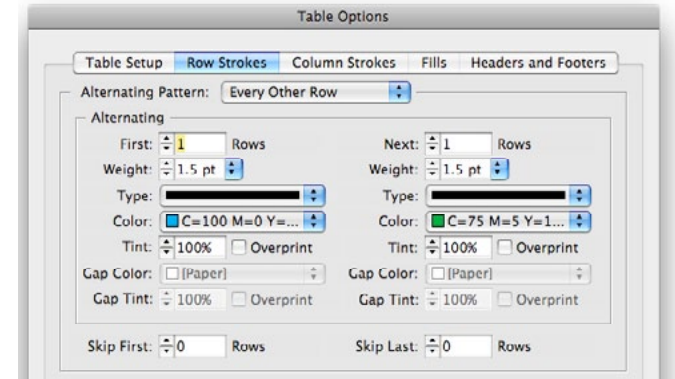 Table Options
Table Setup Row Strokes Column Strokes Fills Headers and Footers
Alternating Pattern: Every Other Row
Alternating
First: 1 Rows Next: 1 Rows
Weight: 1.5 pt Weight: 1.5 pt
Type: Type:
Color: C=100 M=0 Y=... Color: C=75 M=5 Y=1...
Tint: 100% Overprint Tint: 100% Overprint
Gap Color: [Paper] Gap Color: [Paper]
Gap Tint: 100% Overprint Gap Tint: 100% Overprint
Skip First: 0 Rows Skip Last: 0 Rows